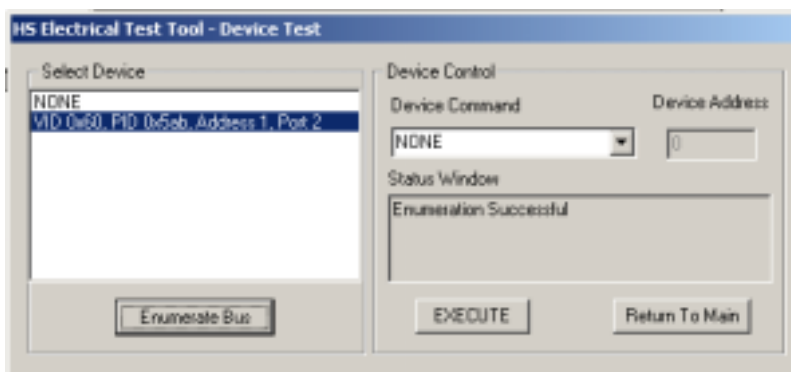 HS Electrical Test Tool - Device Test
Select Device
NONE
VID 0x60, PID 0x5ab, Address 1, Port 2
Enumerate Bus
Device Control
Device Command
Device Address
NONE
0
Status Window
Enumeration Successful
EXECUTE
Return To Main